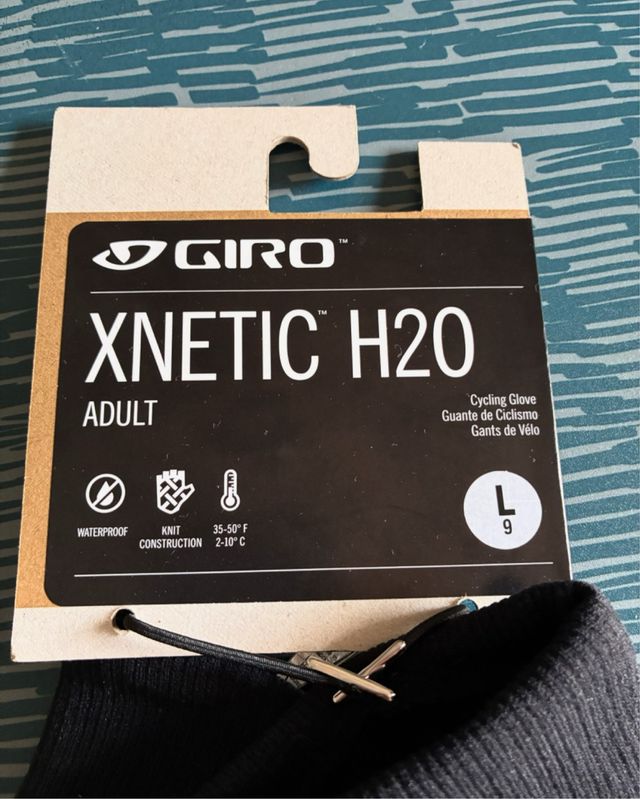 GIRO™
XNETIC™ H2O
ADULT
Cycling Glove
Guante de Ciclismo
Gants de Vélo
WATERPROOF
KNIT
CONSTRUCTION
35-50° F
2-10° C
L
9